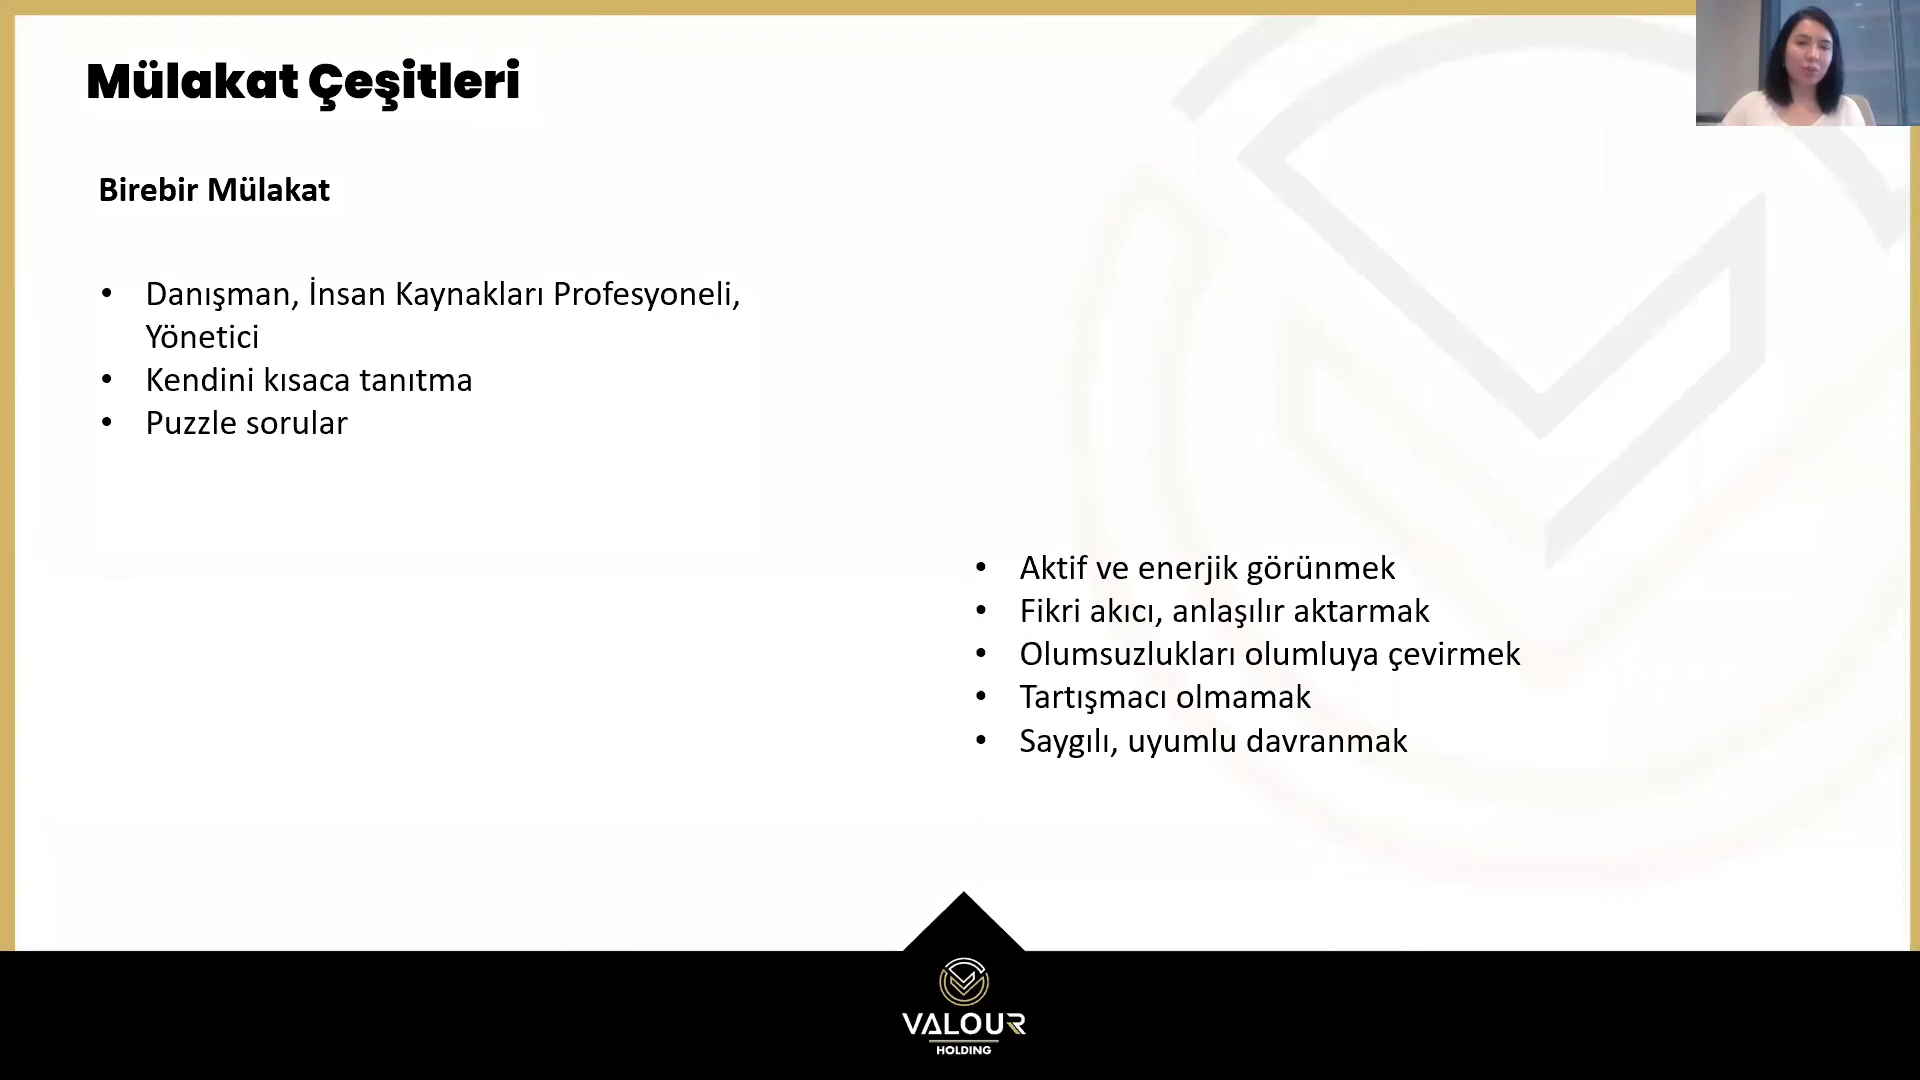 Mülakat Çeşitleri
Birebir Mülakat
• Danışman, İnsan Kaynakları Profesyoneli,
Yönetici
• Kendini kısaca tanıtma
• Puzzle sorular
• Aktif ve enerjik görünmek
• Fikri akıcı, anlaşılır aktarmak
• Olumsuzlukları olumluya çevirmek
• Tartışmacı olmamak
• Saygılı, uyumlu davranmak
VALOUR
HOLDING